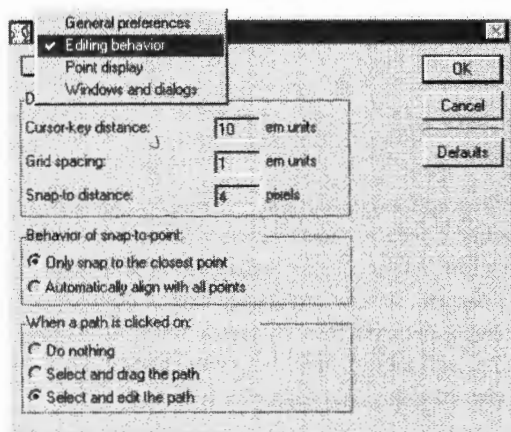 General preferences
✓ Editing behavior
Point display
Windows and dialogs
OK
Cancel
Defaults
D
Cursor-key distance: 10 em units
Grid spacing: 1 em units
Snap-to distance: 4 pixels
Behavior of snap-to-point:
Only snap to the closest point
Automatically align with all points
When a path is clicked on:
Do nothing
Select and drag the path
Select and edit the path